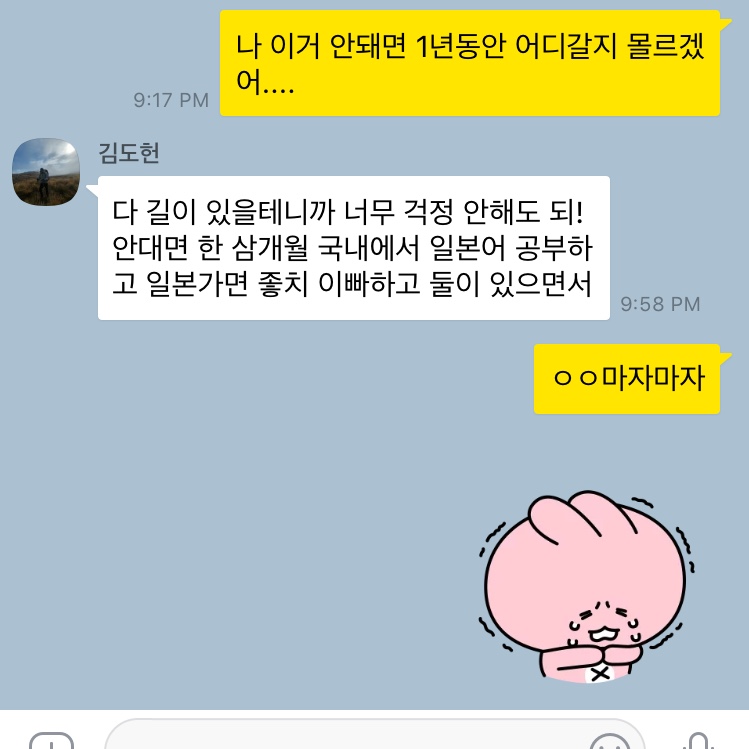 나 이거 안돼면 1년동안 어디갈지 몰르겠
어....
9:17 PM
김도헌
다 길이 있을테니까 너무 걱정 안해도 되!
안대면 한 삼개월 국내에서 일본어 공부하
고 일본가면 좋치 이빠하고 둘이 있으면서
9:58 PM
ㅇㅇ마자마자